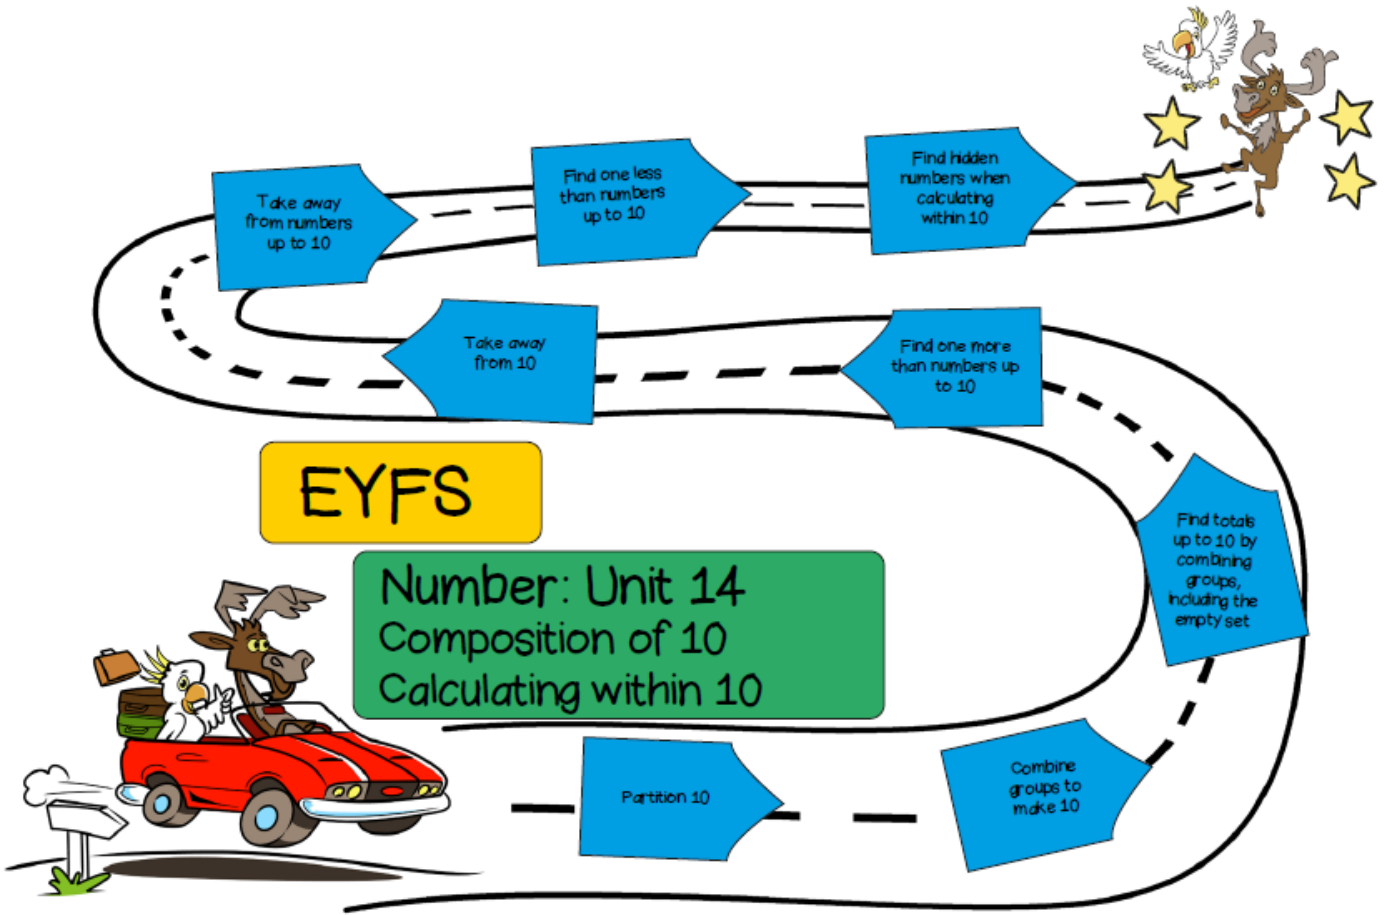 Take away
from numbers
up to 10
Find one less
than numbers
up to 10
Find hidden
numbers when
calculating
within 10
Take away
from 10
Find one more
than numbers up
to 10
EYFS
Find totals
up to 10 by
combining
groups,
including the
empty set
Number: Unit 14
Composition of 10
Calculating within 10
Partition 10
Combine
groups to
make 10